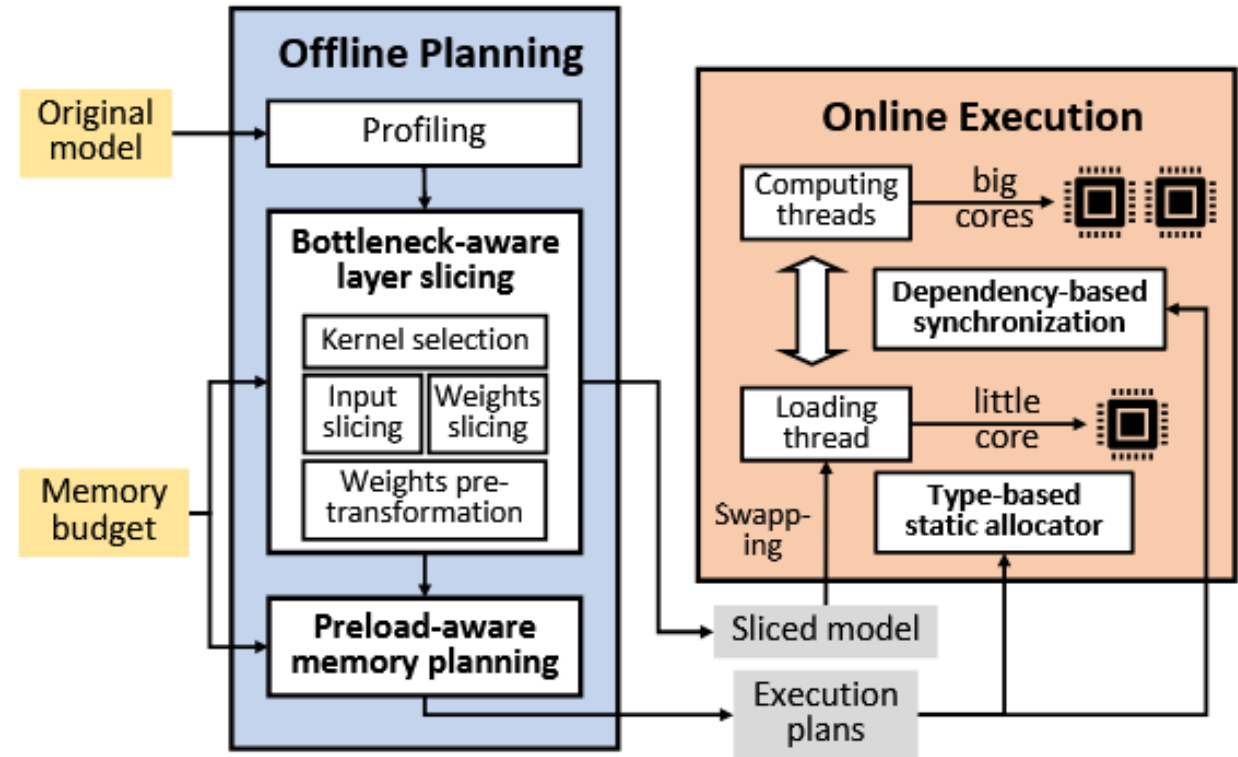 Offline Planning
Original
model
Profiling
Bottleneck-aware
layer slicing
Kernel selection
Input
slicing
Weights
slicing
Weights pre-
transformation
Memory
budget
Preload-aware
memory planning
Online Execution
Computing
threads
big
cores
Dependency-based
synchronization
Loading
thread
little
core
Swapp-
ing
Type-based
static allocator
Sliced model
Execution
plans